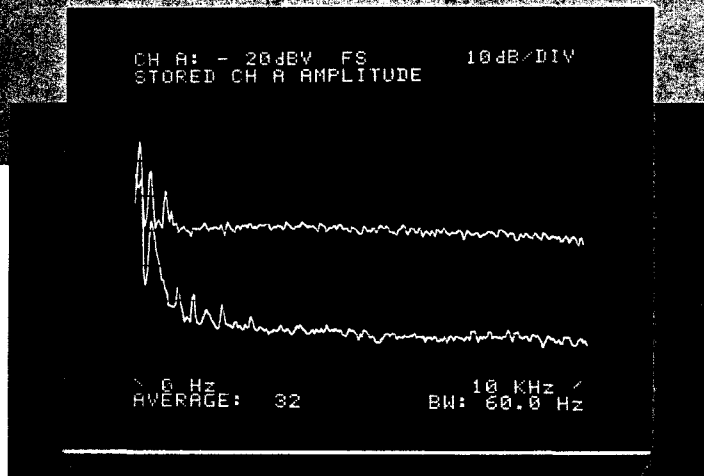 CH A: - 20dBV FS 10dB/DIV
STORED CH A AMPLITUDE
> 0 Hz 10 KHz /
AVERAGE: 32 BW: 60.0 Hz